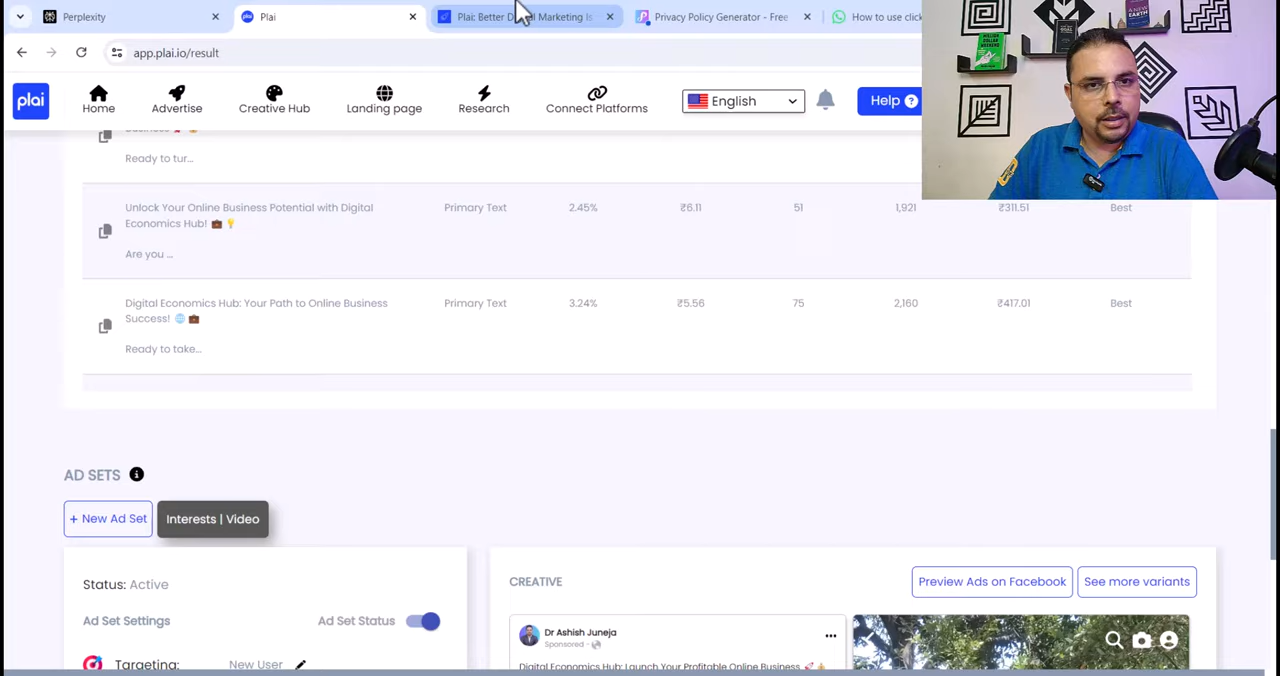 Perplexity
Plai
Plai: Better Di al Marketing Is
Privacy Policy Generator - Free
How to use click
app.plai.io/result
plai
Home
Advertise
Creative Hub
Landing page
Research
Connect Platforms
English
Help ?
Ready to tur...
Unlock Your Online Business Potential with Digital
Economics Hub! 💼 💡
Are you ...
Primary Text
2.45%
₹6.11
51
1,921
₹311.51
Best
Digital Economics Hub: Your Path to Online Business
Success! 🌐 💼
Ready to take...
Primary Text
3.24%
₹5.56
75
2,160
₹417.01
Best
AD SETS
+ New Ad Set
Interests | Video
Status: Active
Ad Set Settings
Ad Set Status
Targeting:
New User
CREATIVE
Preview Ads on Facebook
See more variants
Dr Ashish Juneja
Sponsored
Digital Economics Hub: Launch Your Profitable Online Business 🚀 💰